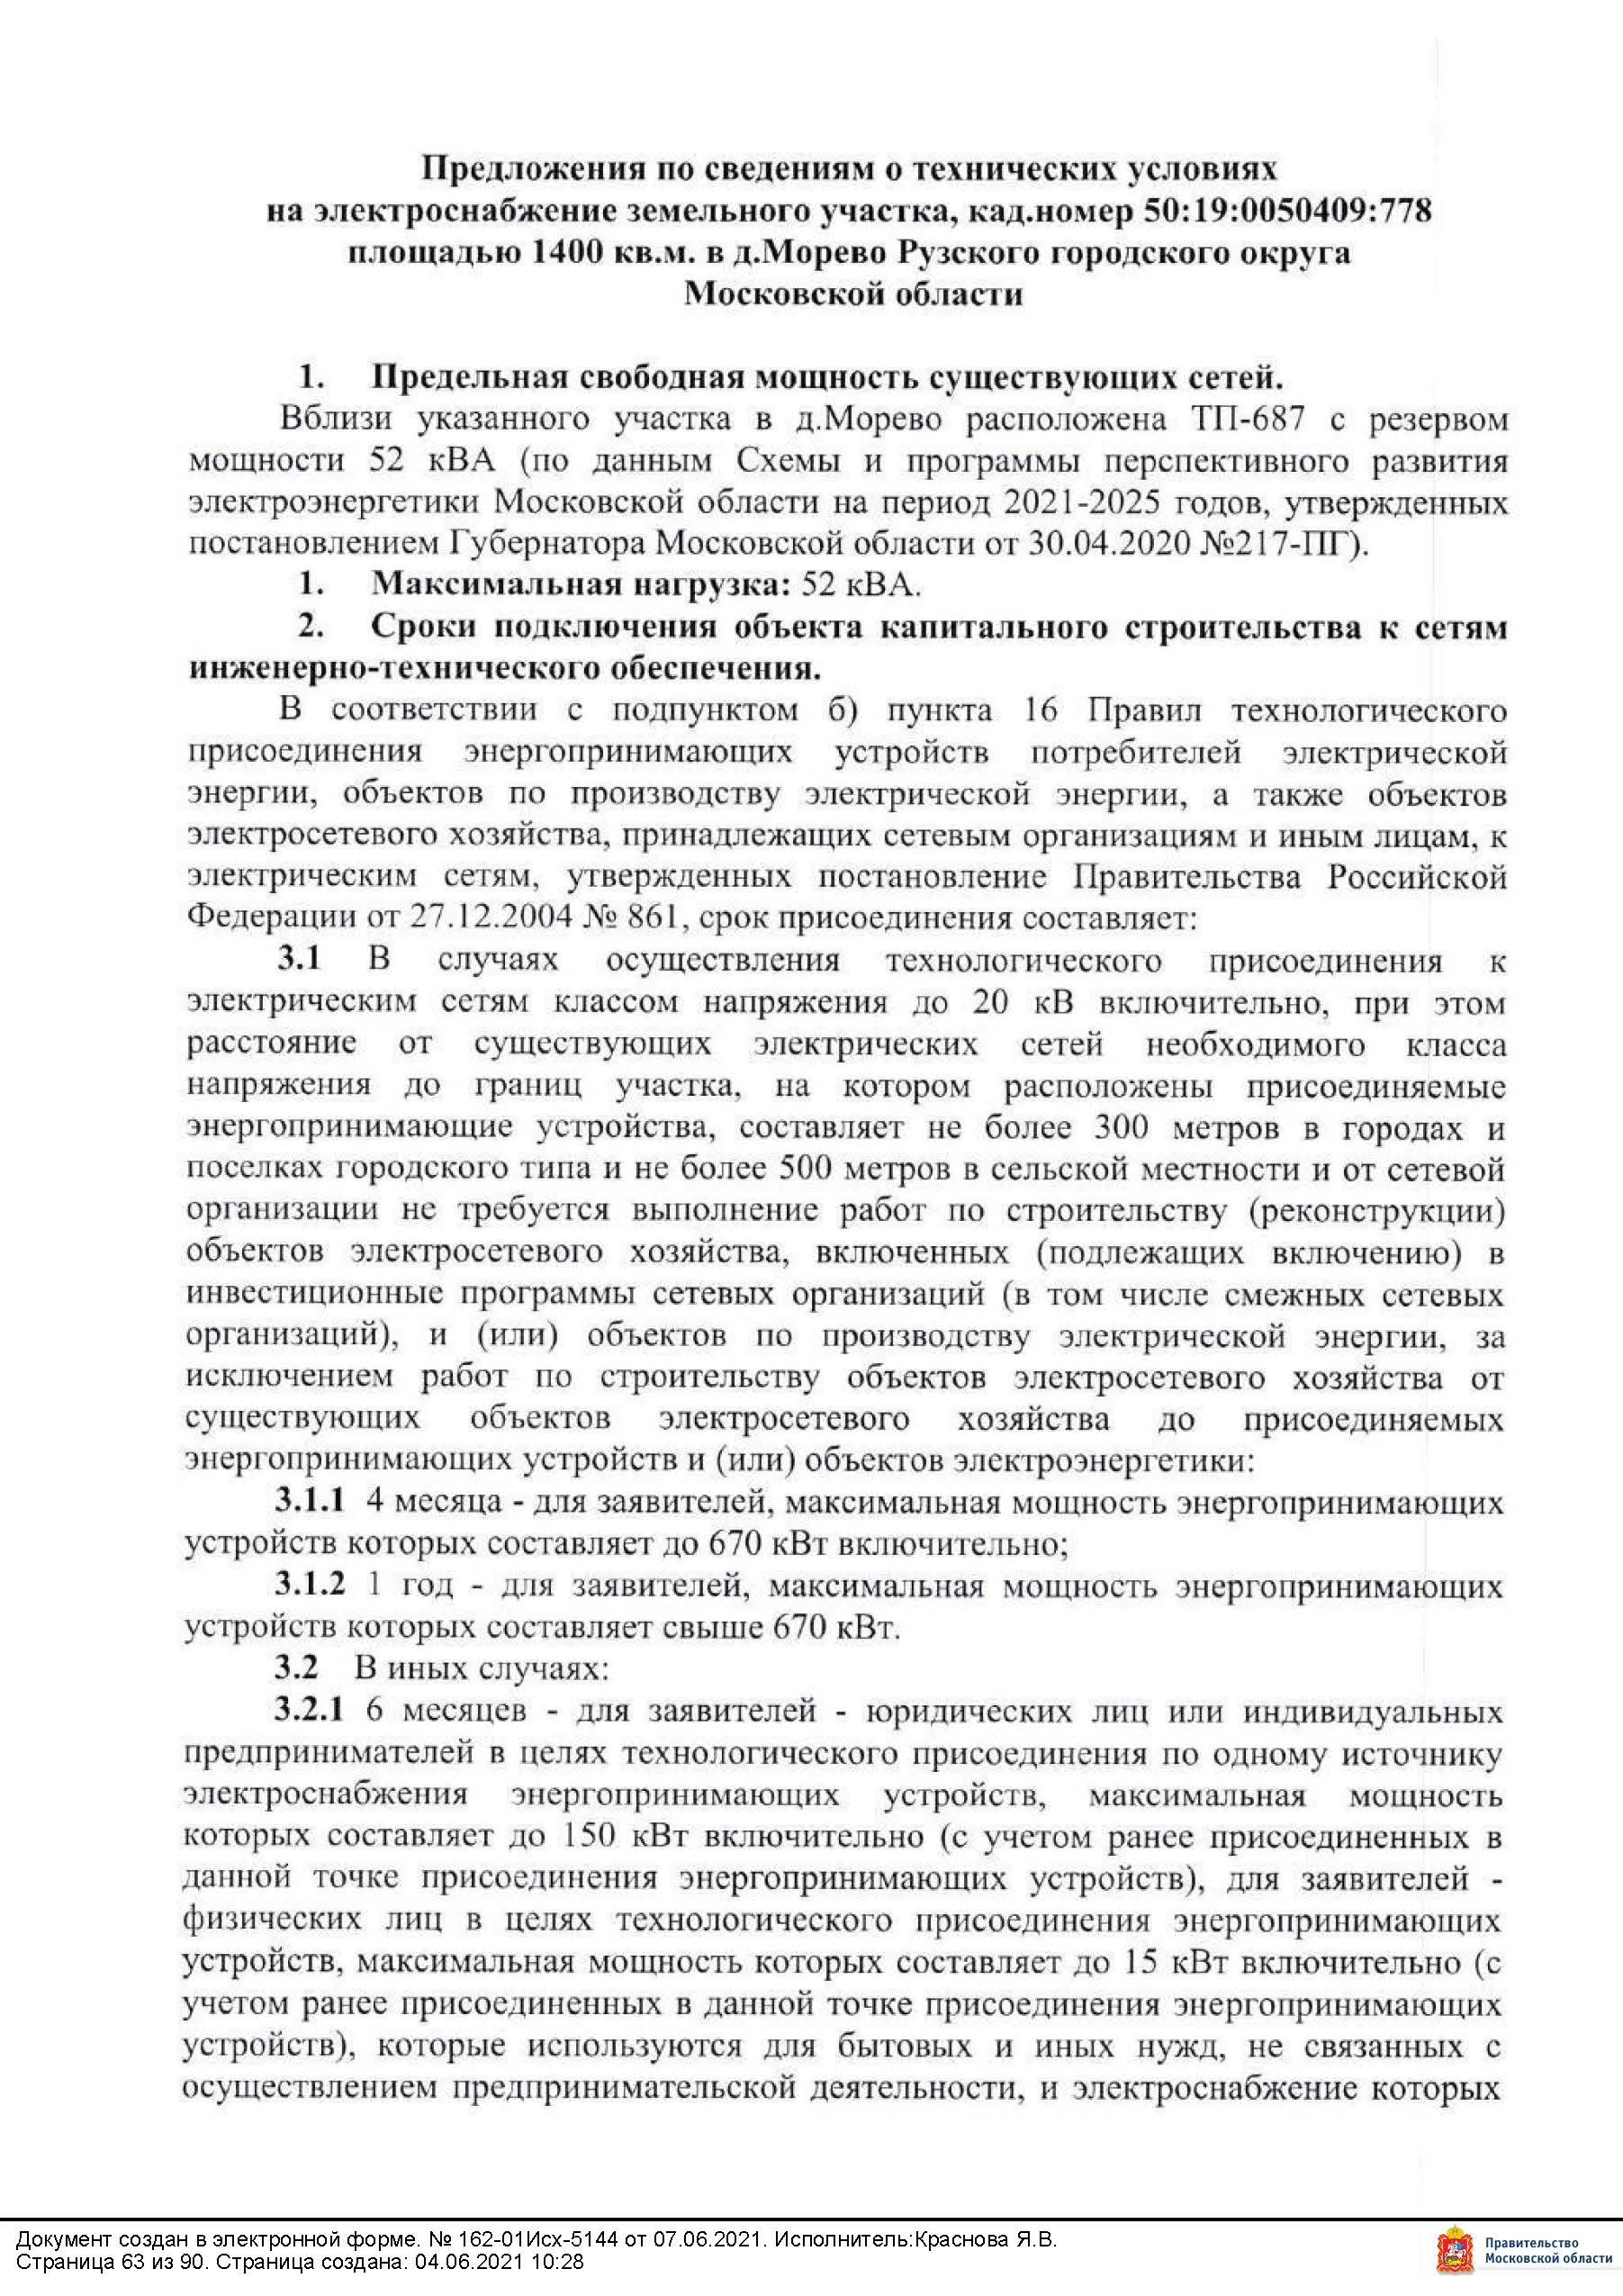 Предложения по сведениям о технических условиях
на электроснабжение земельного участка, кад.номер 50:19:0050409:778
площадью 1400 кв.м. в д.Морево Рузского городского округа
Московской области
1. Предельная свободная мощность существующих сетей.
Вблизи указанного участка в д.Морево расположена ТП-687 с резервом
мощности 52 кВА (по данным Схемы и программы перспективного развития
электроэнергетики Московской области на период 2021-2025 годов, утвержденных
постановлением Губернатора Московской области от 30.04.2020 №217-ПГ).
1. Максимальная нагрузка: 52 кВА.
2. Сроки подключения объекта капитального строительства к сетям
инженерно-технического обеспечения.
В соответствии с подпунктом б) пункта 16 Правил технологического
присоединения энергопринимающих устройств потребителей электрической
энергии, объектов по производству электрической энергии, а также объектов
электросетевого хозяйства, принадлежащих сетевым организациям и иным лицам, к
электрическим сетям, утвержденных постановление Правительства Российской
Федерации от 27.12.2004 № 861, срок присоединения составляет:
3.1 В случаях осуществления технологического присоединения к
электрическим сетям классом напряжения до 20 кВ включительно, при этом
расстояние от существующих электрических сетей необходимого класса
напряжения до границ участка, на котором расположены присоединяемые
энергопринимающие устройства, составляет не более 300 метров в городах и
поселках городского типа и не более 500 метров в сельской местности и от сетевой
организации не требуется выполнение работ по строительству (реконструкции)
объектов электросетевого хозяйства, включенных (подлежащих включению) в
инвестиционные программы сетевых организаций (в том числе смежных сетевых
организаций), и (или) объектов по производству электрической энергии, за
исключением работ по строительству объектов электросетевого хозяйства от
существующих объектов электросетевого хозяйства до присоединяемых
энергопринимающих устройств и (или) объектов электроэнергетики:
3.1.1 4 месяца - для заявителей, максимальная мощность энергопринимающих
устройств которых составляет до 670 кВт включительно;
3.1.2 1 год - для заявителей, максимальная мощность энергопринимающих
устройств которых составляет свыше 670 кВт.
3.2 В иных случаях:
3.2.1 6 месяцев - для заявителей - юридических лиц или индивидуальных
предпринимателей в целях технологического присоединения по одному источнику
электроснабжения энергопринимающих устройств, максимальная мощность
которых составляет до 150 кВт включительно (с учетом ранее присоединенных в
данной точке присоединения энергопринимающих устройств), для заявителей -
физических лиц в целях технологического присоединения энергопринимающих
устройств, максимальная мощность которых составляет до 15 кВт включительно (с
учетом ранее присоединенных в данной точке присоединения энергопринимающих
устройств), которые используются для бытовых и иных нужд, не связанных с
осуществлением предпринимательской деятельности, и электроснабжение которых
Документ создан в электронной форме. № 162-01Исх-5144 от 07.06.2021. Исполнитель:Краснова Я.В.
Страница 63 из 90. Страница создана: 04.06.2021 10:28
Правительство
Московской области